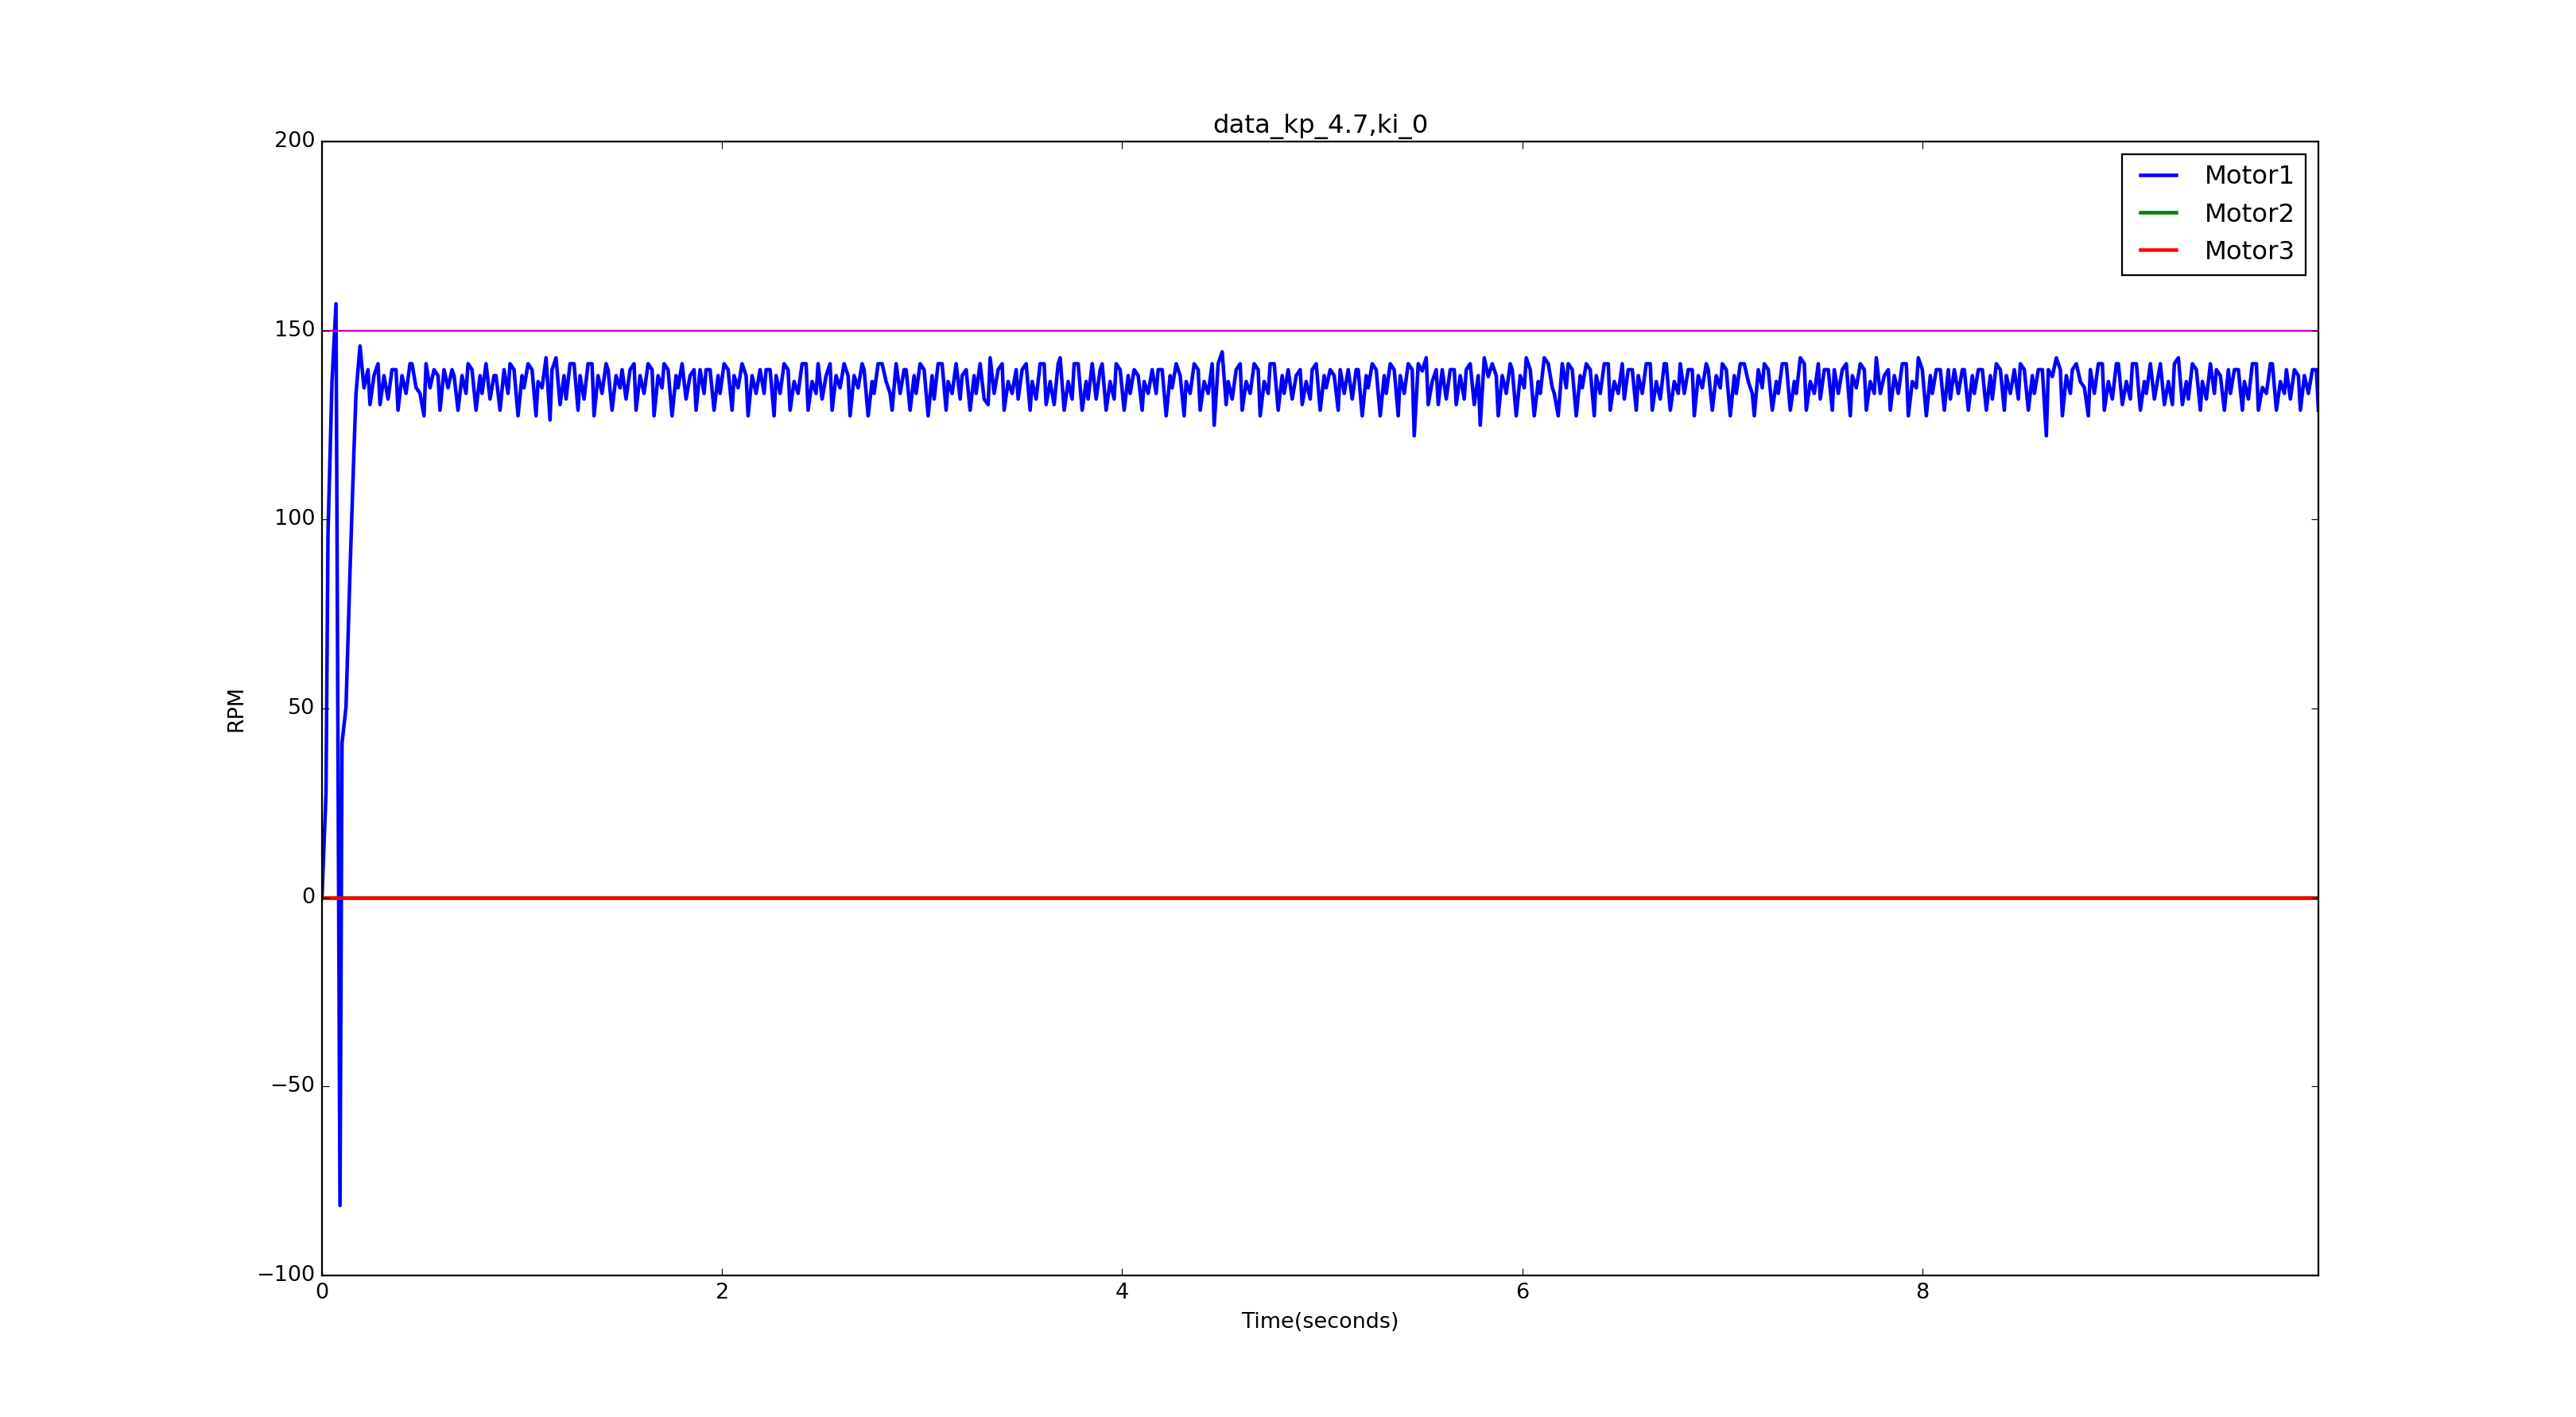 data_kp_4.7,ki_0
200
150
100
50
0
−50
−100
RPM
Motor1
Motor2
Motor3
0 2 4 6 8
Time(seconds)